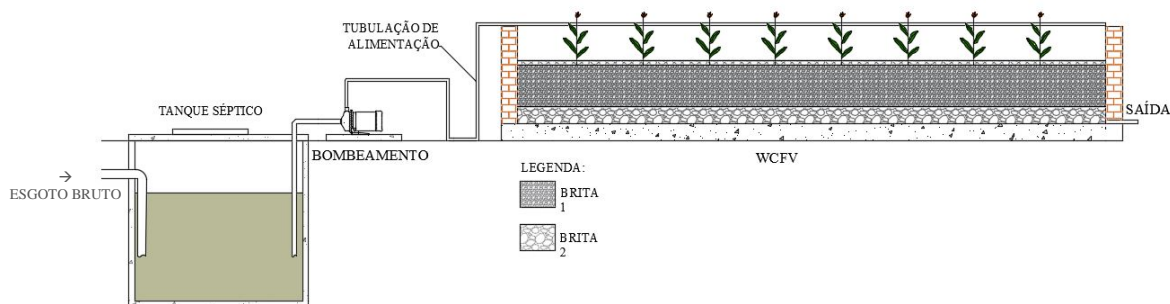 TUBULAÇÃO DE
ALIMENTAÇÃO
TANQUE SÉPTICO
SAÍDA
BOMBEAMENTO
WCFV
LEGENDA:
→
ESGOTO BRUTO
BRITA
1
BRITA
2